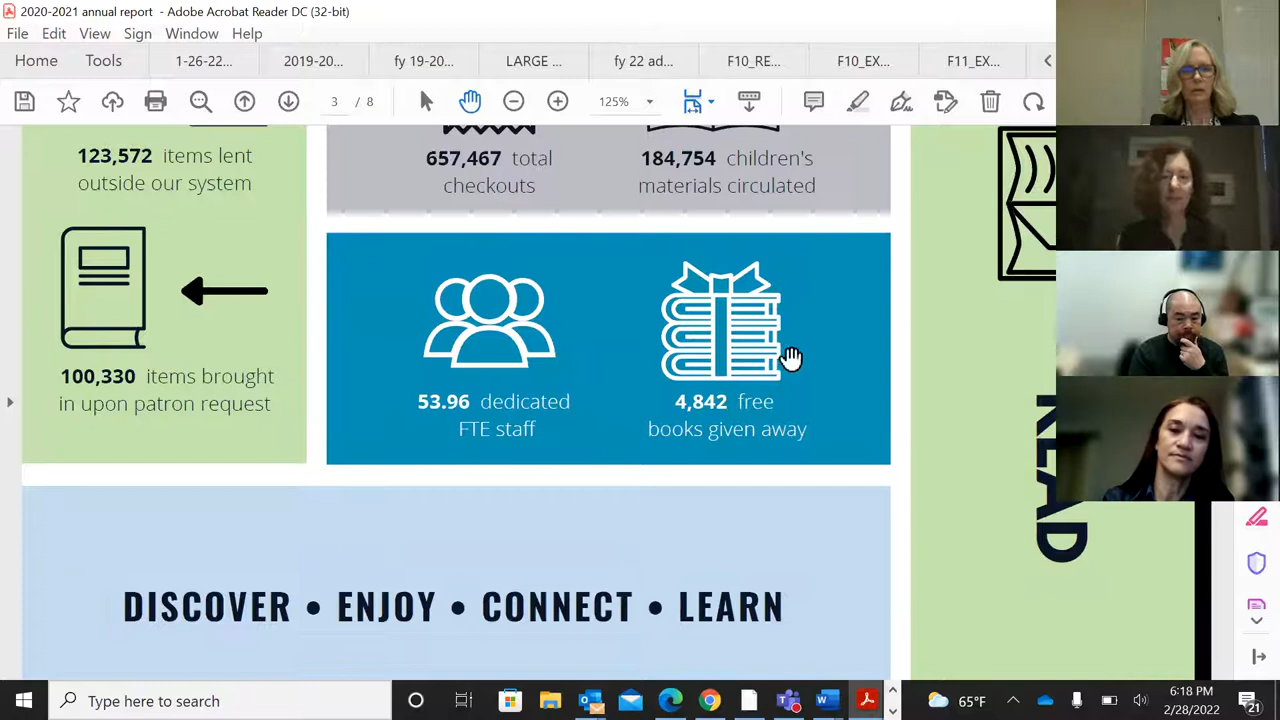 2020-2021 annual report - Adobe Acrobat Reader DC (32-bit)
File Edit View Sign Window Help
Home Tools 1-26-22... 2019-20... fy 19-20... LARGE ... fy 22 ad... F10_RE... F10_EX... F11_EX...
3 / 8 125%
123,572 items lent
outside our system
657,467 total
checkouts
184,754 children's
materials circulated
100,330 items brought
in upon patron request
53.96 dedicated
FTE staff
4,842 free
books given away
READ
DISCOVER • ENJOY • CONNECT • LEARN
Type here to search
65°F
6:18 PM
2/28/2022
21